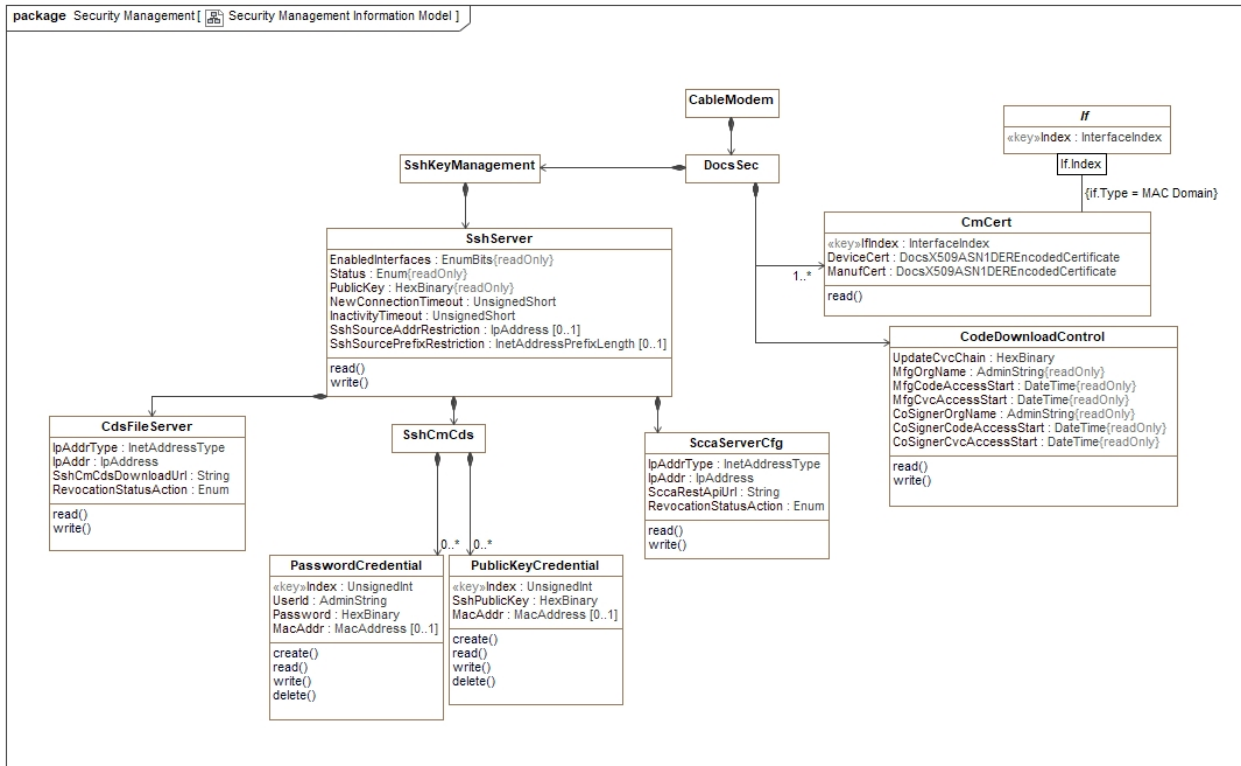 package Security Management [ Security Management Information Model ]
CableModem
If
«key»Index : InterfaceIndex
If.Index
{if.Type = MAC Domain}
SshKeyManagement
DocsSec
SshServer
EnabledInterfaces : EnumBits{readOnly}
Status : Enum{readOnly}
PublicKey : HexBinary{readOnly}
NewConnectionTimeout : UnsignedShort
InactivityTimeout : UnsignedShort
SshSourceAddrRestriction : IpAddress [0..1]
SshSourcePrefixRestriction : InetAddressPrefixLength [0..1]
read()
write()
1..*
CmCert
«key»IfIndex : InterfaceIndex
DeviceCert : DocsX509ASN1DEREncodedCertificate
ManufCert : DocsX509ASN1DEREncodedCertificate
read()
CodeDownloadControl
UpdateCvcChain : HexBinary
MfgOrgName : AdminString{readOnly}
MfgCodeAccessStart : DateTime{readOnly}
MfgCvcAccessStart : DateTime{readOnly}
CoSignerOrgName : AdminString{readOnly}
CoSignerCodeAccessStart : DateTime{readOnly}
CoSignerCvcAccessStart : DateTime{readOnly}
read()
write()
CdsFileServer
IpAddrType : InetAddressType
IpAddr : IpAddress
SshCmCdsDownloadUrl : String
RevocationStatusAction : Enum
read()
write()
SshCmCds
SccaServerCfg
IpAddrType : InetAddressType
IpAddr : IpAddress
SccaRestApiUrl : String
RevocationStatusAction : Enum
read()
write()
0..*
0..*
PasswordCredential
«key»Index : UnsignedInt
UserId : AdminString
Password : HexBinary
MacAddr : MacAddress [0..1]
create()
read()
write()
delete()
PublicKeyCredential
«key»Index : UnsignedInt
SshPublicKey : HexBinary
MacAddr : MacAddress [0..1]
create()
read()
write()
delete()